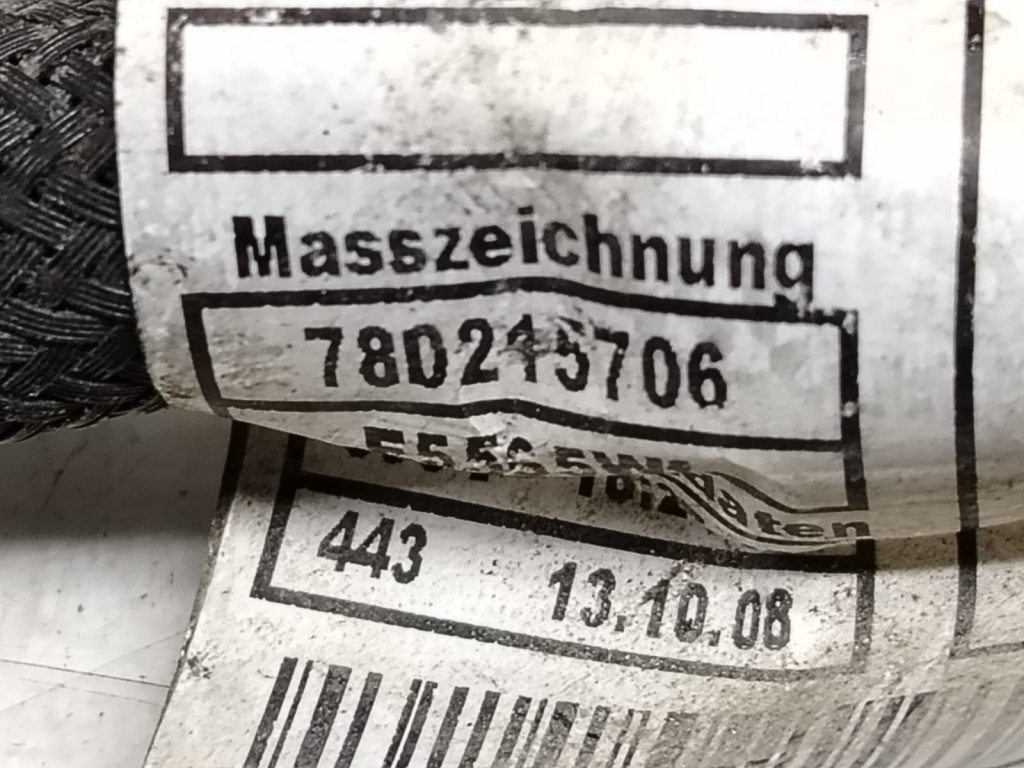 Masszeichnung
78D215706
443 13.10.08